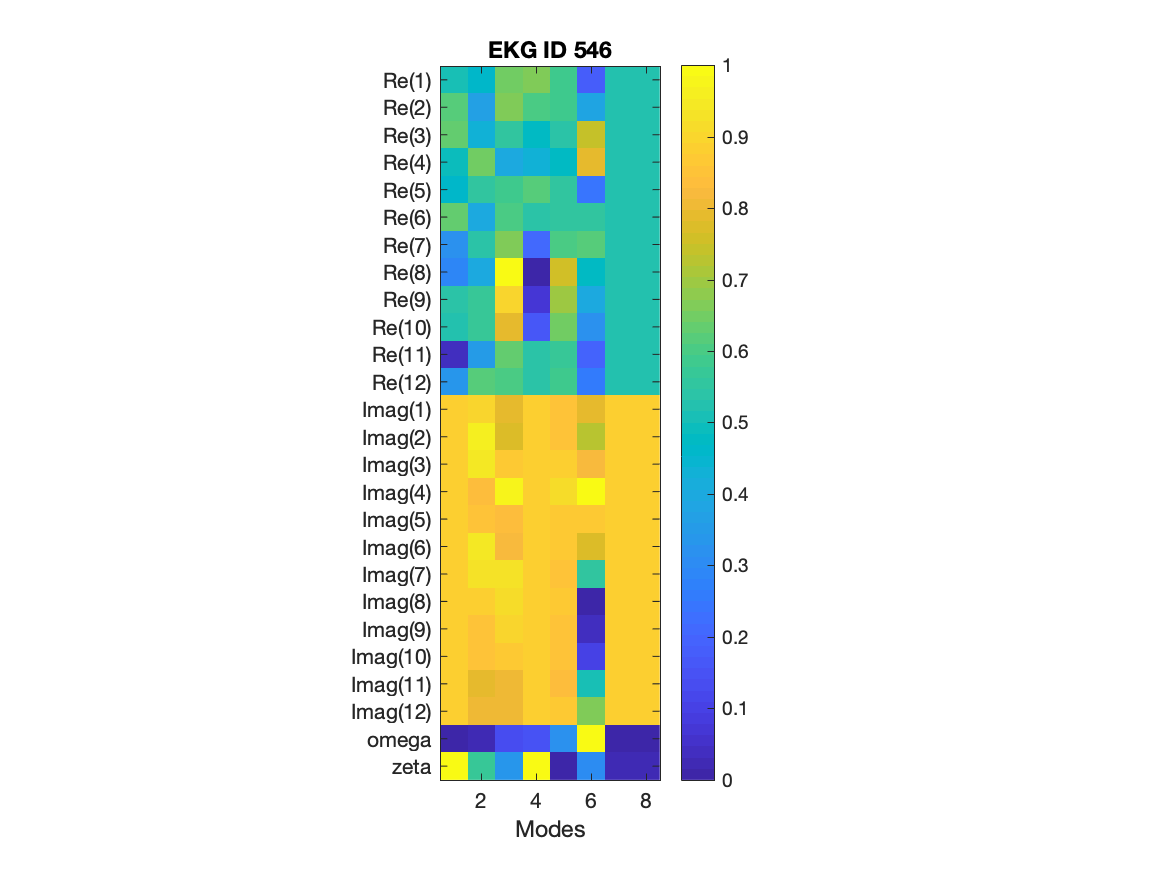 EKG ID 546
Re(1)
Re(2)
Re(3)
Re(4)
Re(5)
Re(6)
Re(7)
Re(8)
Re(9)
Re(10)
Re(11)
Re(12)
Imag(1)
Imag(2)
Imag(3)
Imag(4)
Imag(5)
Imag(6)
Imag(7)
Imag(8)
Imag(9)
Imag(10)
Imag(11)
Imag(12)
omega
zeta
2 4 6 8
Modes
1
0.9
0.8
0.7
0.6
0.5
0.4
0.3
0.2
0.1
0